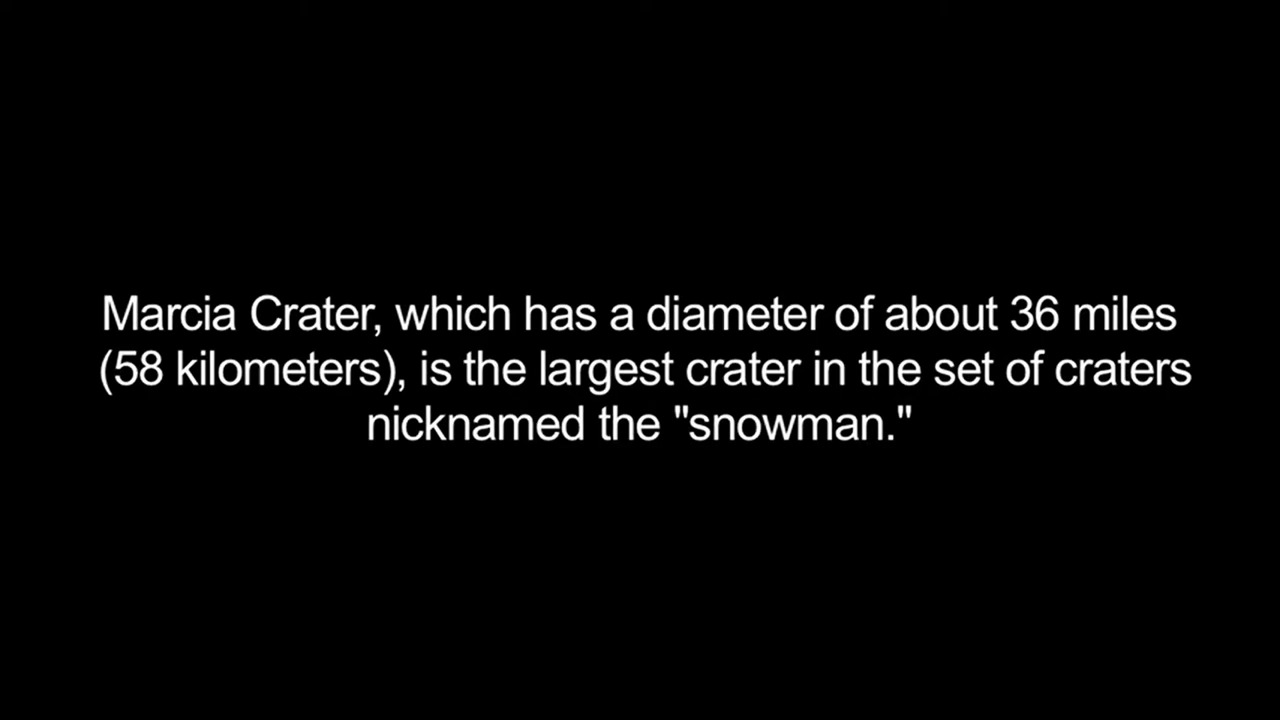 Marcia Crater, which has a diameter of about 36 miles
(58 kilometers), is the largest crater in the set of craters
nicknamed the "snowman."